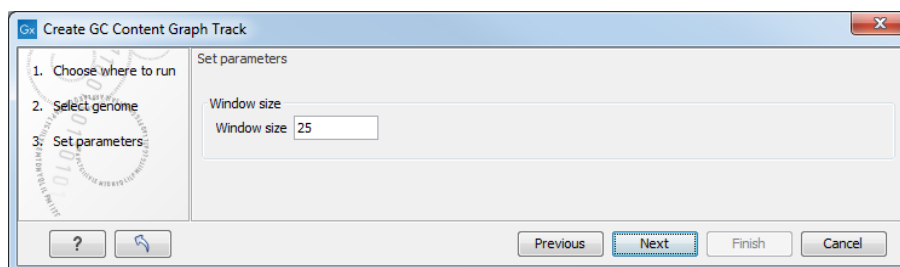 Gx Create GC Content Graph Track
1. Choose where to run
2. Select genome
3. Set parameters
Set parameters
Window size
Window size 25
?
Previous
Next
Finish
Cancel